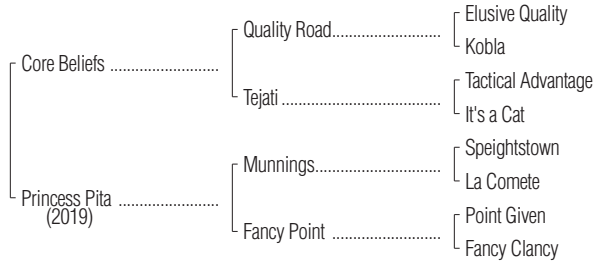 Elusive Quality
Quality Road
Kobla
Core Beliefs
Tactical Advantage
Tejati
It's a Cat
Speightstown
Munnings
La Comete
Princess Pita
(2019)
Point Given
Fancy Point
Fancy Clancy